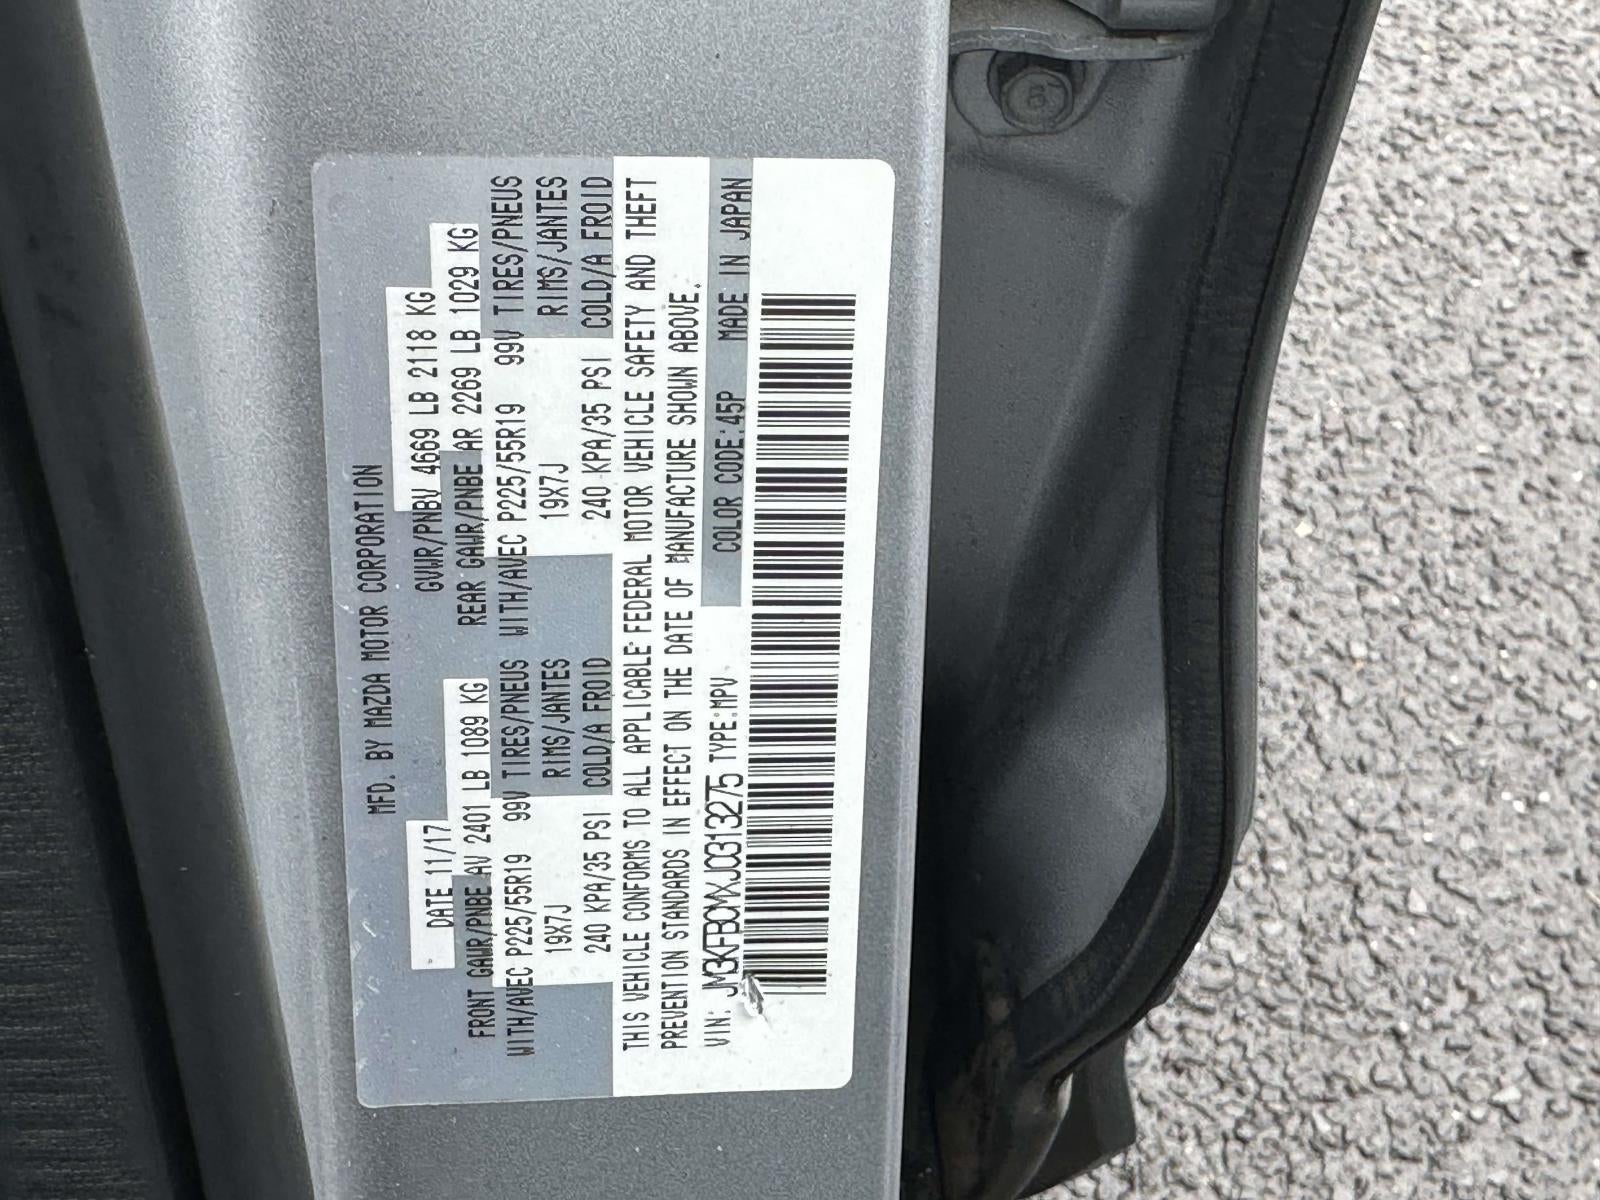 MFD. BY MAZDA MOTOR CORPORATION
DATE 11/17 GVWR/PNBV 4669 LB 2118 KG
FRONT GAWR/PNBE AV 2401 LB 1089 KG REAR GAWR/PNBE AR 2269 LB 1029 KG
WITH/AVEC P225/55R19 99V TIRES/PNEUS WITH/AVEC P225/55R19 99V TIRES/PNEUS
19X7J RIMS/JANTES 19X7J RIMS/JANTES
240 KPA/35 PSI COLD/A FROID 240 KPA/35 PSI COLD/A FROID
THIS VEHICLE CONFORMS TO ALL APPLICABLE FEDERAL MOTOR VEHICLE SAFETY AND THEFT
PREVENTION STANDARDS IN EFFECT ON THE DATE OF MANUFACTURE SHOWN ABOVE.
VIN: JM3KFBCMXJ0313275 TYPE:MPV COLOR CODE:45P MADE IN JAPAN